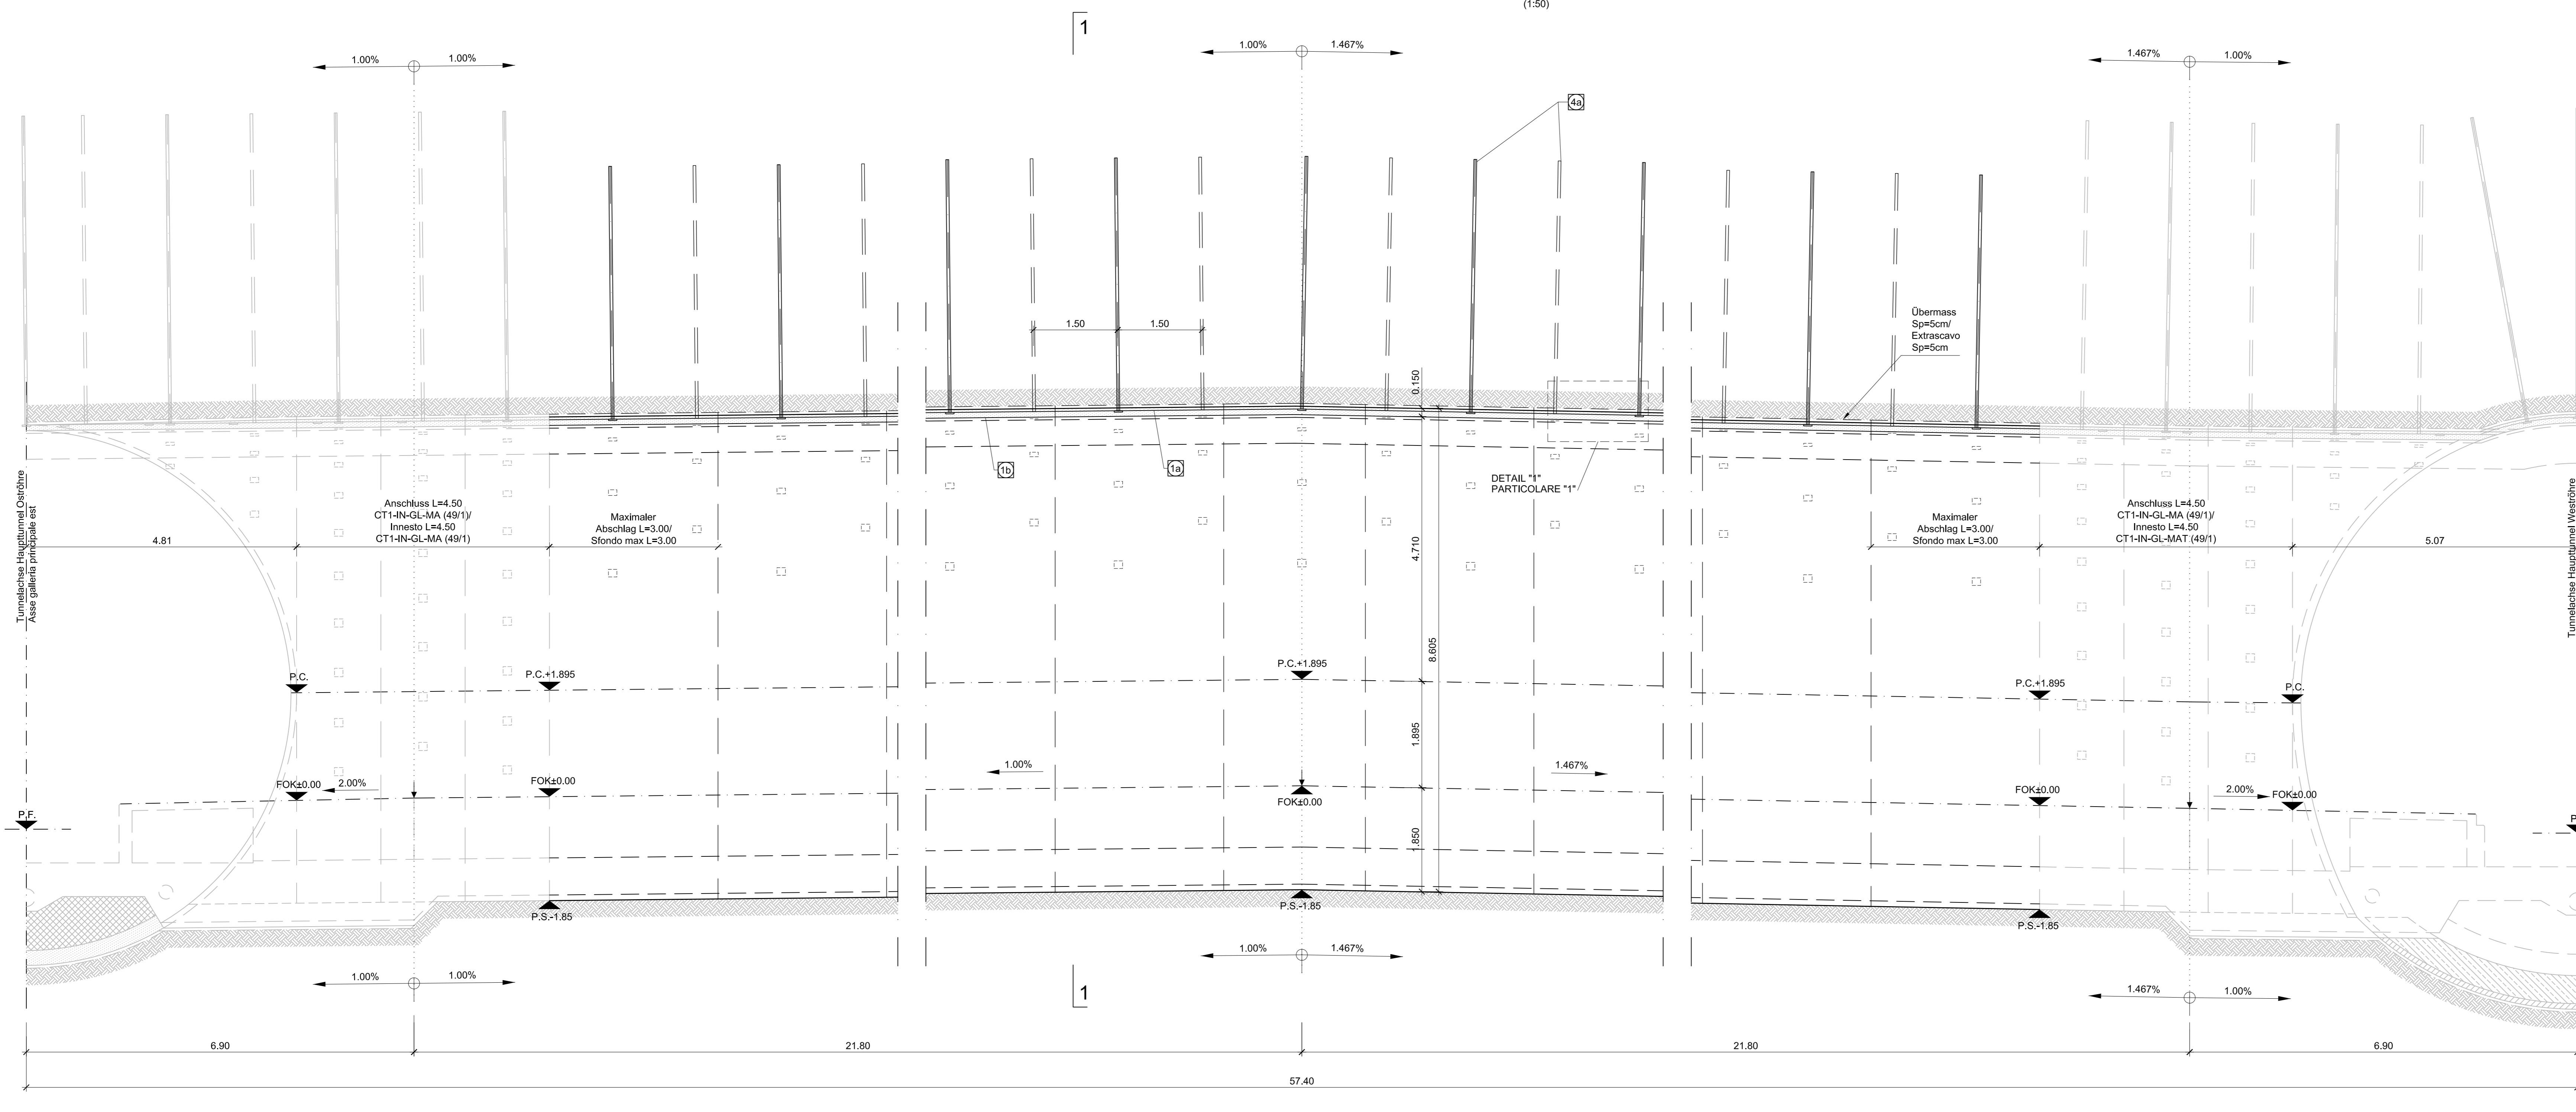 (1:50)
1
1.00%
1.00%
1.00%
1.467%
1.467%
1.00%
4a
Übermass
Sp=5cm/
Extrascavo
Sp=5cm
1.50
1.50
0.150
1b
1a
DETAIL "1"
PARTICOLARE "1"
Tunnelachse Haupttunnel Oströhre
Asse galleria principale est
Anschluss L=4.50
CT1-IN-GL-MA (49/1)/
Innesto L=4.50
CT1-IN-GL-MA (49/1)
Maximaler
Abschlag L=3.00/
Sfondo max L=3.00
4.81
4.710
8.605
Maximaler
Abschlag L=3.00/
Sfondo max L=3.00
Anschluss L=4.50
CT1-IN-GL-MA (49/1)/
Innesto L=4.50
CT1-IN-GL-MAT (49/1)
5.07
Tunnelachse Haupttunnel Weströhre
P.C.
P.C.+1.895
P.C.+1.895
P.C.+1.895
P.C.
1.895
FOK±0.00
2.00%
FOK±0.00
1.00%
1.467%
FOK±0.00
FOK±0.00
2.00%
FOK±0.00
P.F.
P
1.850
P.S.-1.85
P.S.-1.85
P.S.-1.85
1.00%
1.00%
1.00%
1.467%
1.467%
1.00%
1
6.90
21.80
21.80
6.90
57.40